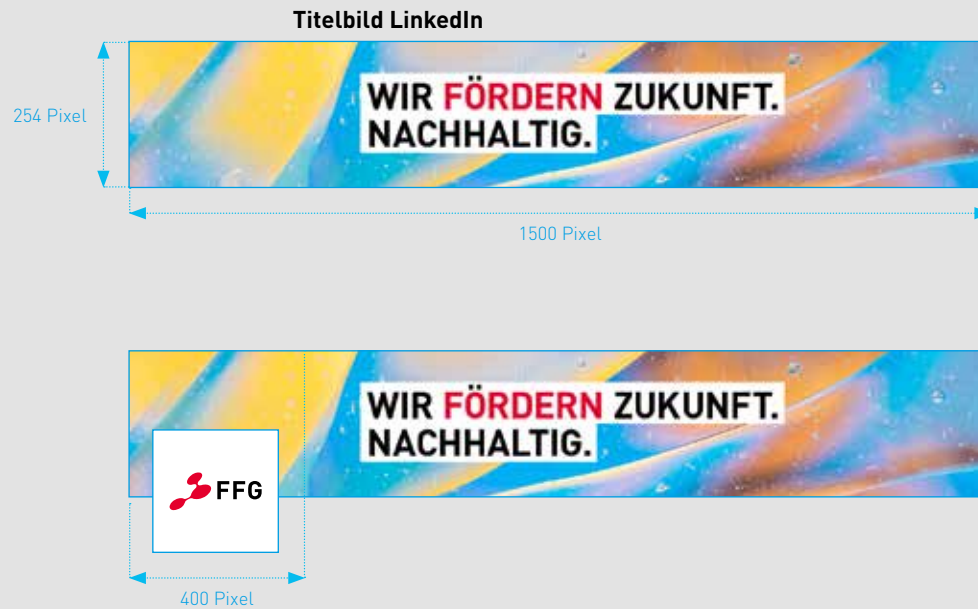 Titelbild LinkedIn
254 Pixel
WIR FÖRDERN ZUKUNFT.
NACHHALTIG.
1500 Pixel
WIR FÖRDERN ZUKUNFT.
NACHHALTIG.
FFG
400 Pixel